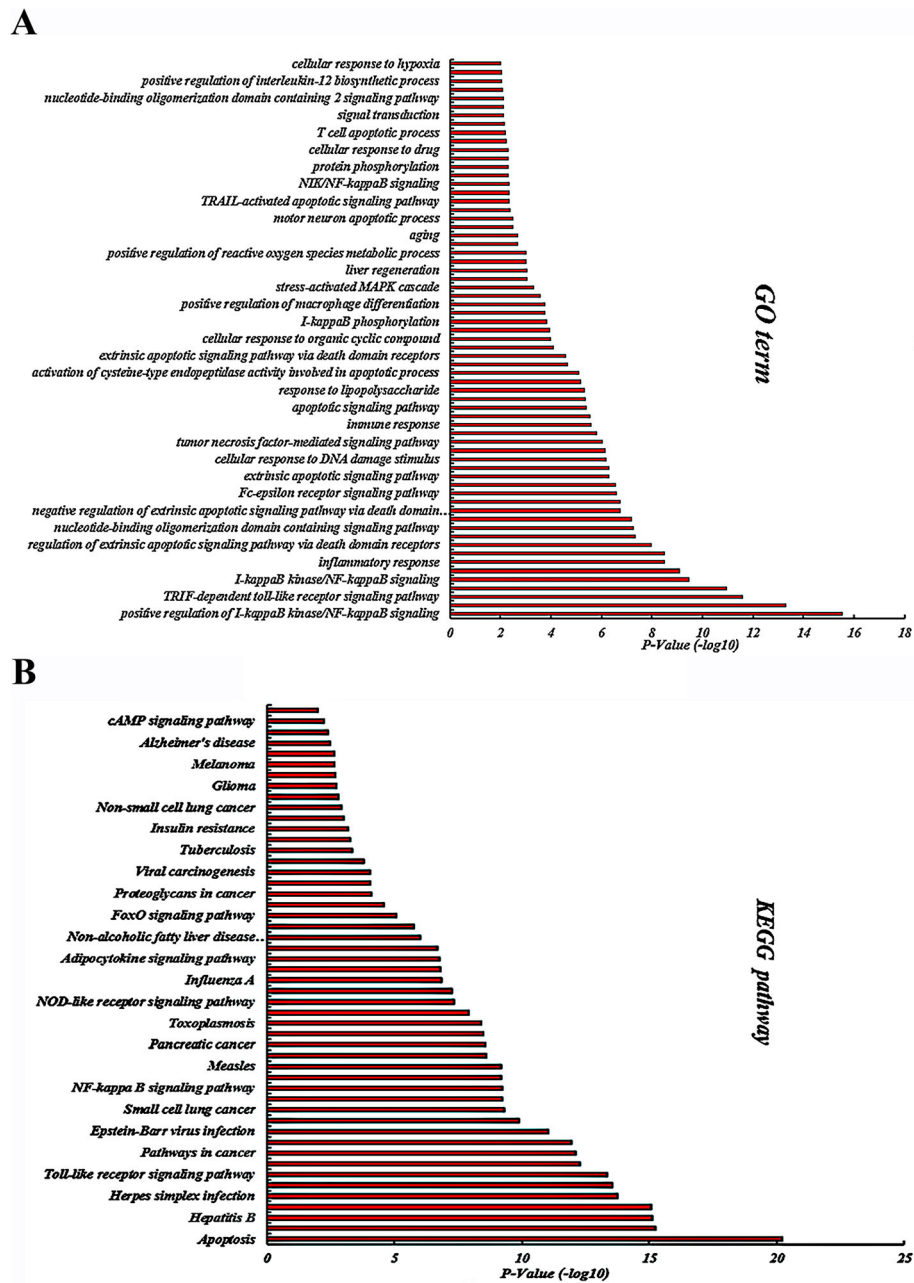 A
cellular response to hypoxia
positive regulation of interleukin-12 biosynthetic process
nucleotide-binding oligomerization domain containing 2 signaling pathway
signal transduction
T cell apoptotic process
cellular response to drug
protein phosphorylation
NIK/NF-kappaB signaling
TRAIL-activated apoptotic signaling pathway
motor neuron apoptotic process
aging
positive regulation of reactive oxygen species metabolic process
liver regeneration
stress-activated MAPK cascade
positive regulation of macrophage differentiation
I-kappaB phosphorylation
cellular response to organic cyclic compound
extrinsic apoptotic signaling pathway via death domain receptors
activation of cysteine-type endopeptidase activity involved in apoptotic process
response to lipopolysaccharide
apoptotic signaling pathway
immune response
tumor necrosis factor-mediated signaling pathway
cellular response to DNA damage stimulus
extrinsic apoptotic signaling pathway
Fc-epsilon receptor signaling pathway
negative regulation of extrinsic apoptotic signaling pathway via death domain...
nucleotide-binding oligomerization domain containing signaling pathway
regulation of extrinsic apoptotic signaling pathway via death domain receptors
inflammatory response
I-kappaB kinase/NF-kappaB signaling
TRIF-dependent toll-like receptor signaling pathway
positive regulation of I-kappaB kinase/NF-kappaB signaling
0 2 4 6 8 10 12 14 16 18
P-Value (-log10)
GO term
B
cAMP signaling pathway
Alzheimer's disease
Melanoma
Glioma
Non-small cell lung cancer
Insulin resistance
Tuberculosis
Viral carcinogenesis
Proteoglycans in cancer
FoxO signaling pathway
Non-alcoholic fatty liver disease...
Adipocytokine signaling pathway
Influenza A
NOD-like receptor signaling pathway
Toxoplasmosis
Pancreatic cancer
Measles
NF-kappa B signaling pathway
Small cell lung cancer
Epstein-Barr virus infection
Pathways in cancer
Toll-like receptor signaling pathway
Herpes simplex infection
Hepatitis B
Apoptosis
0 5 10 15 20 25
P-Value (-log10)
KEGG pathway